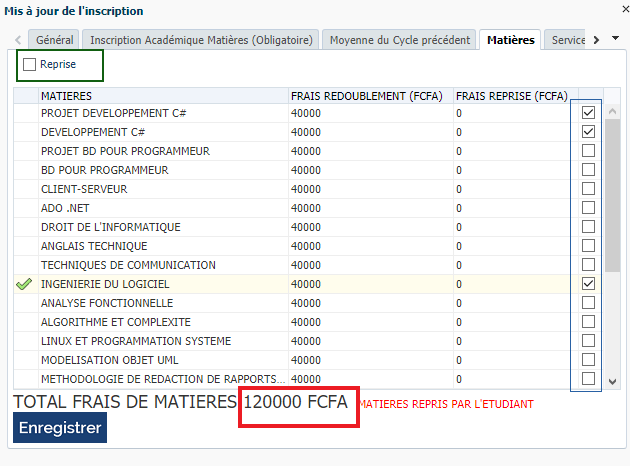 Mis à jour de l'inscription
Général Inscription Académique Matières (Obligatoire) Moyenne du Cycle précédent Matières Service
Reprise
MATIERES FRAIS REDOUBLEMENT (FCFA) FRAIS REPRISE (FCFA)
PROJET DEVELOPPEMENT C# 40000 0
DEVELOPPEMENT C# 40000 0
PROJET BD POUR PROGRAMMEUR 40000 0
BD POUR PROGRAMMEUR 40000 0
CLIENT-SERVEUR 40000 0
ADO .NET 40000 0
DROIT DE L'INFORMATIQUE 40000 0
ANGLAIS TECHNIQUE 40000 0
TECHNIQUES DE COMMUNICATION 40000 0
INGENIERIE DU LOGICIEL 40000 0
ANALYSE FONCTIONNELLE 40000 0
ALGORITHME ET COMPLEXITE 40000 0
LINUX ET PROGRAMMATION SYSTEME 40000 0
MODELISATION OBJET UML 40000 0
METHODOLOGIE DE REDACTION DE RAPPORTS... 40000 0
TOTAL FRAIS DE MATIERES 120000 FCFA MATIERES REPRIS PAR L'ETUDIANT
Enregistrer